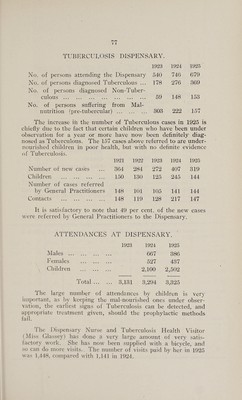 77
TUBERCULOSIS DISPENSARY.
1923 1924 1925
No. of persons attending the Dispensary 540 740 679
No. of persons diagnosed Tuberculous ... 178 276 369
No. of persons diagnosed Non-Tuber-
culous ... ... ... ... ... ... ... 59 148 153
No. of persons suffering from Mal-
nutrition (pre-tubercular) ... ... ... 303 222 157
The increase in the number of Tuberculous cases in 1925 is
chiefly due to the fact that certain children who have been under
observation for a year or more have now been definitely diag-
nosed as Tuberculous. The 157 cases above referred to are under-
nourished children in poor health, but with no definite evidence
of Tuberculosis.
1921 1922 1923 1924 1925
Number of new cases ... 364 284 272 407 319
Children ... ... ... ... 150 130 125 245 144
Number of cases referred
by General Practitioners 148 101 105 141 144
Contacts ... ... ... ... 148 119 128 217 147
It is satisfactory to note that 49 per cent. of the new cases
were referred by General Practitioners to the Dispensary.
ATTENDANCES AT DISPENSARY.
1923 1924 1925
Males ... ... ... 667 386
Females ... ... ... 527 437
Children ... ... ... 2,100 2,502
Total ... ... 3,131 3,294 3,325
The large number of attendances by children is very
important, as by keeping the mal-nourished ones under obser-
vation, the earliest signs of Tuberculosis can be detected, and
appropriate treatment given, should the prophylactic methods
fail.
The Dispensary Nurse and Tuberculosis Health Visitor
(Miss Glassey) has done a very large amount of very satis-
factory work. She has now been supplied with a bicycle, and
so can do more visits. The number of visits paid by her in 1925
was 1,448, compared with 1,141 in 1924.